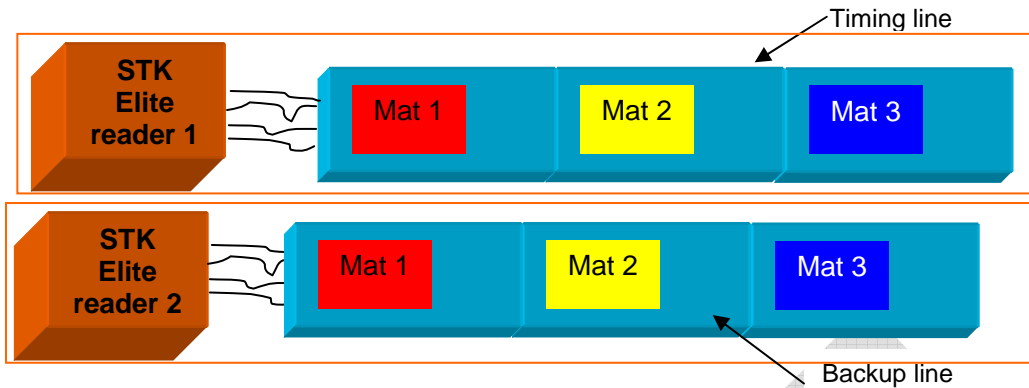 Timing line
STK
Elite
reader 1
Mat 1
Mat 2
Mat 3
STK
Elite
reader 2
Mat 1
Mat 2
Mat 3
Backup line